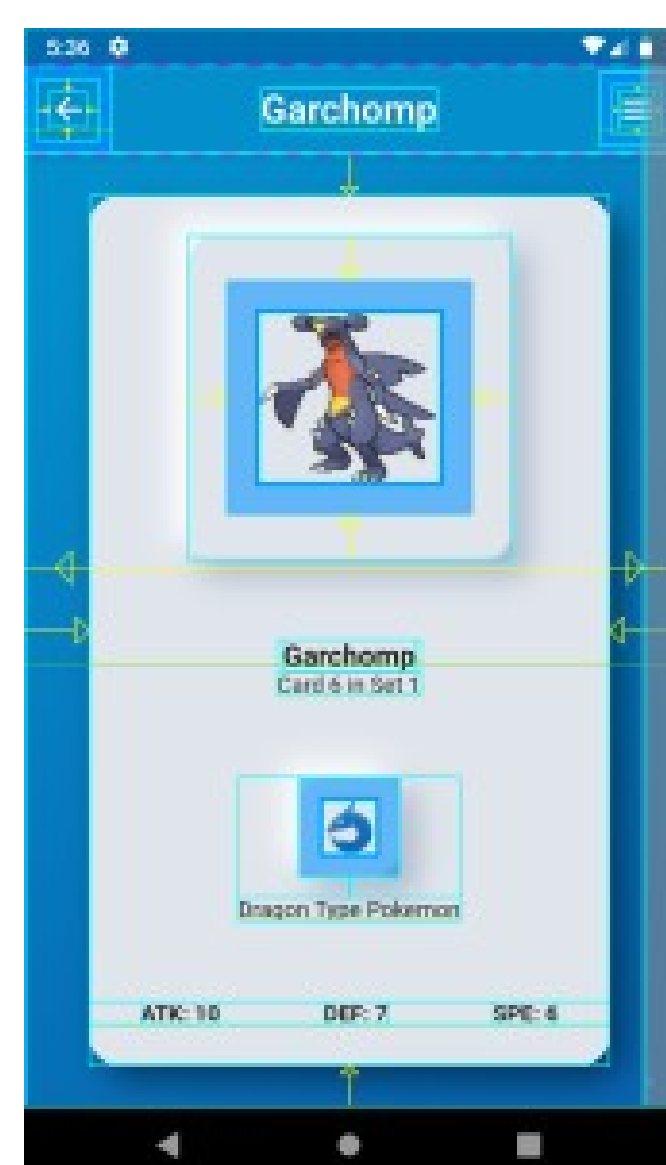 5:36
Garchomp
Garchomp
Card 6 in Set 1
Dragon Type Pokemon
ATK: 10 DEF: 7 SPE: 6